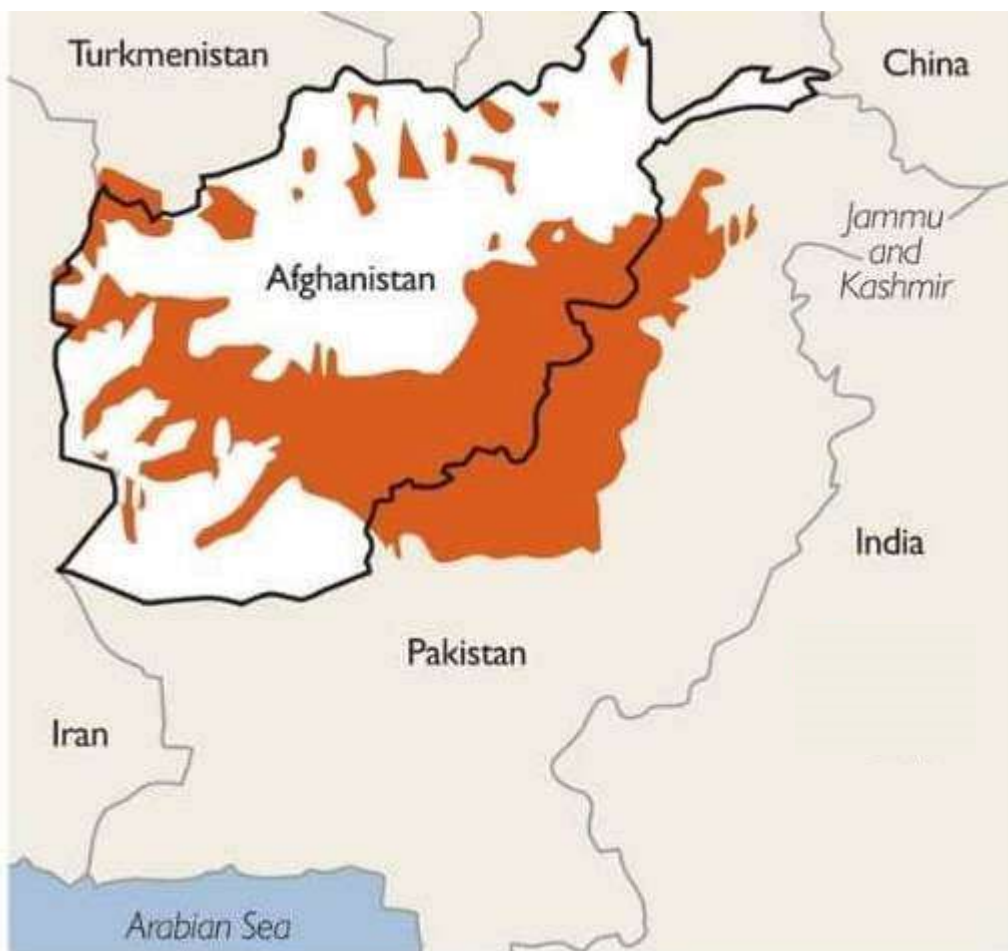 Turkmenistan
China
Jammu
and
Kashmir
Afghanistan
India
Pakistan
Iran
Arabian Sea